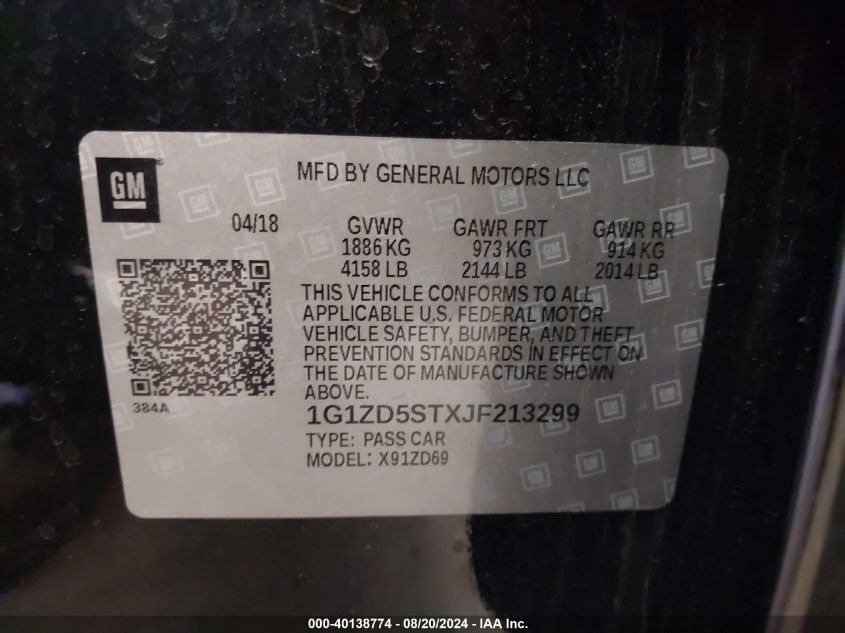 GM
MFD BY GENERAL MOTORS LLC
04/18 GVWR GAWR FRT GAWR RR
1886 KG 973 KG 914 KG
4158 LB 2144 LB 2014 LB
THIS VEHICLE CONFORMS TO ALL
APPLICABLE U.S. FEDERAL MOTOR
VEHICLE SAFETY, BUMPER, AND THEFT
PREVENTION STANDARDS IN EFFECT ON
THE DATE OF MANUFACTURE SHOWN
ABOVE.
384A
1G1ZD5STXJF213299
TYPE: PASS CAR
MODEL: X91ZD69
000-40138774 - 08/20/2024 - IAA Inc.